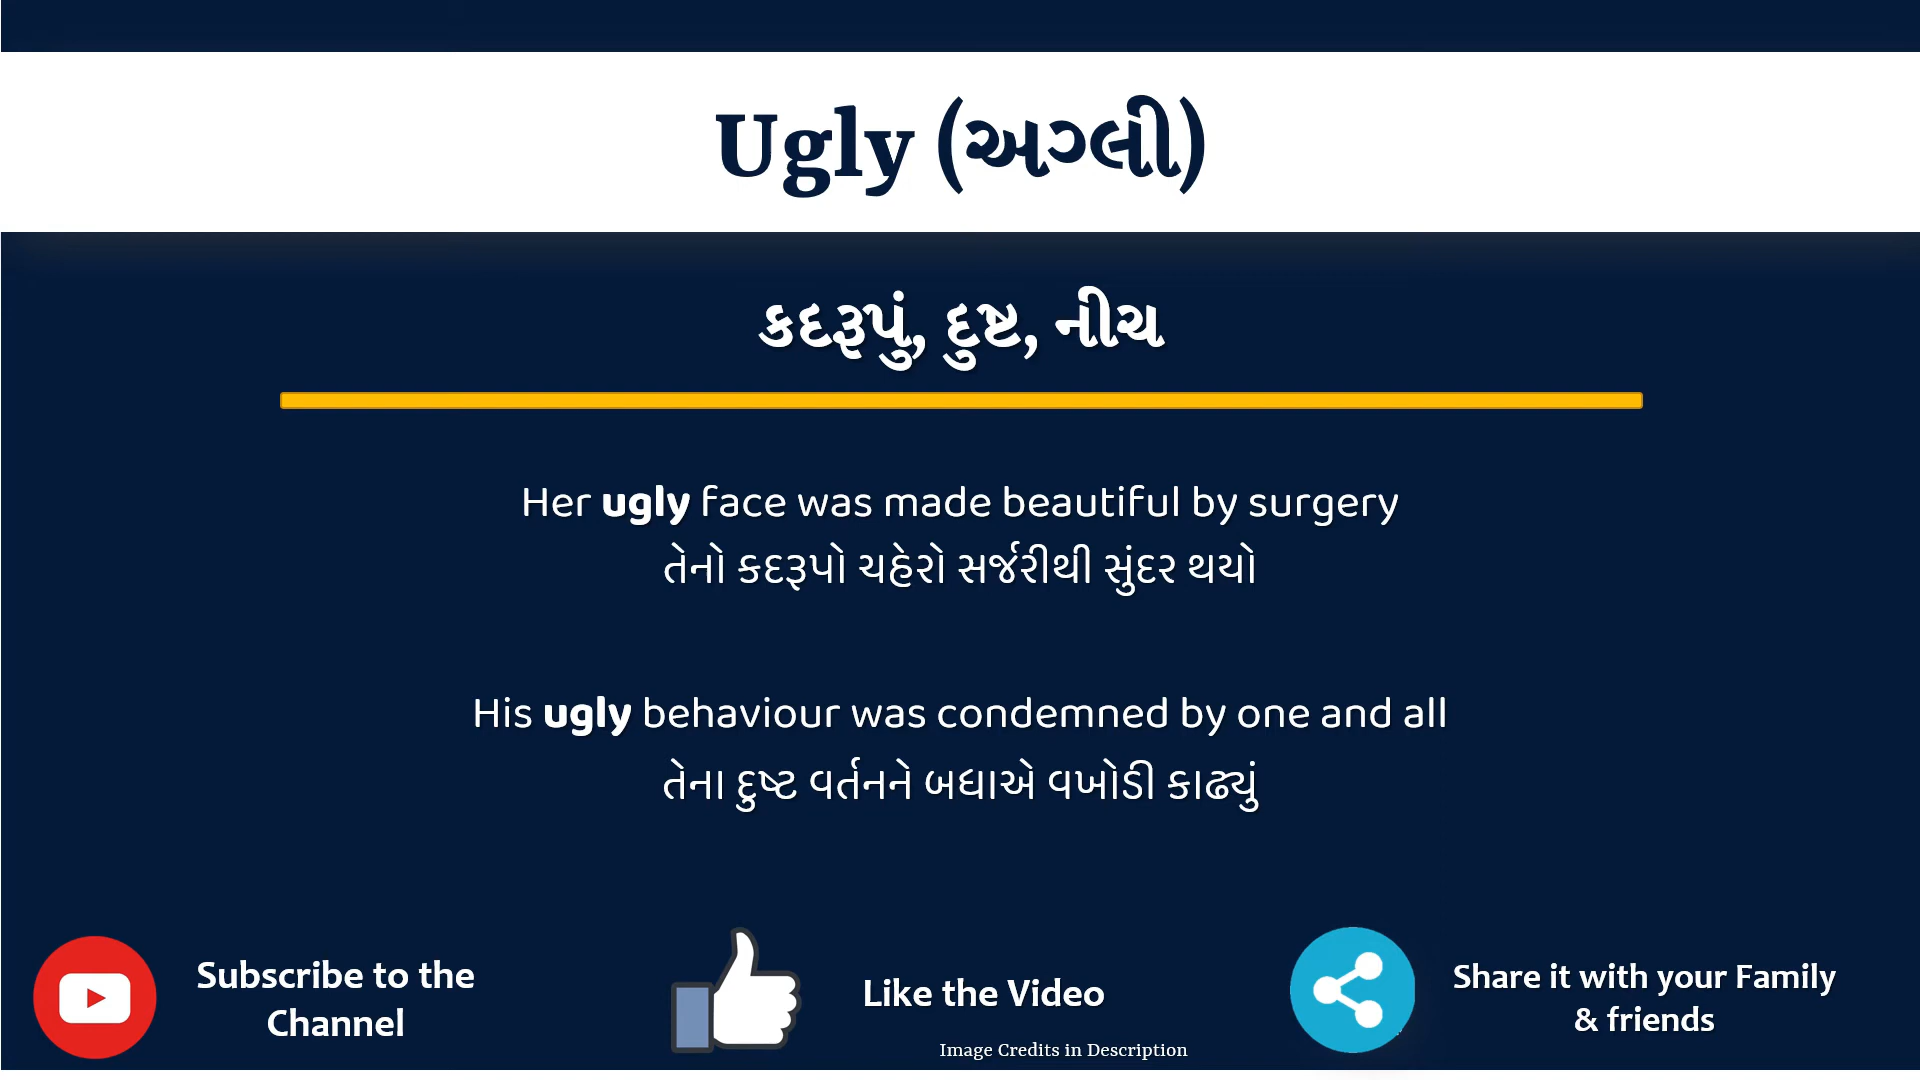 Ugly (અગ્લી)
કદરૂપું, દુષ્ટ, નીચ
Her ugly face was made beautiful by surgery
તેનો કદરૂપો ચહેરો સર્જરીથી સુંદર થયો
His ugly behaviour was condemned by one and all
તેના દુષ્ટ વર્તનને બધાએ વખોડી કાઢ્યું
Subscribe to the
Channel
Like the Video
Share it with your Family
& friends
Image Credits in Description